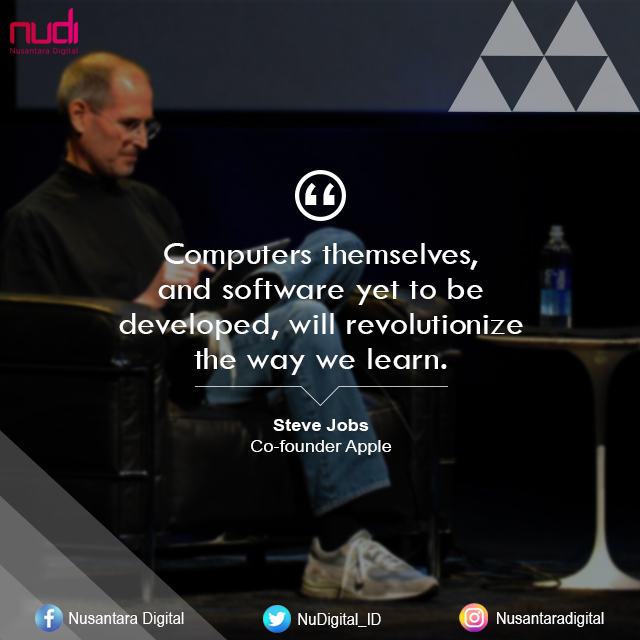 nudi
Nusantara Digital
Computers themselves,
and software yet to be
developed, will revolutionize
the way we learn.
Steve Jobs
Co-founder Apple
Nusantara Digital
NuDigital_ID
Nusantaradigital